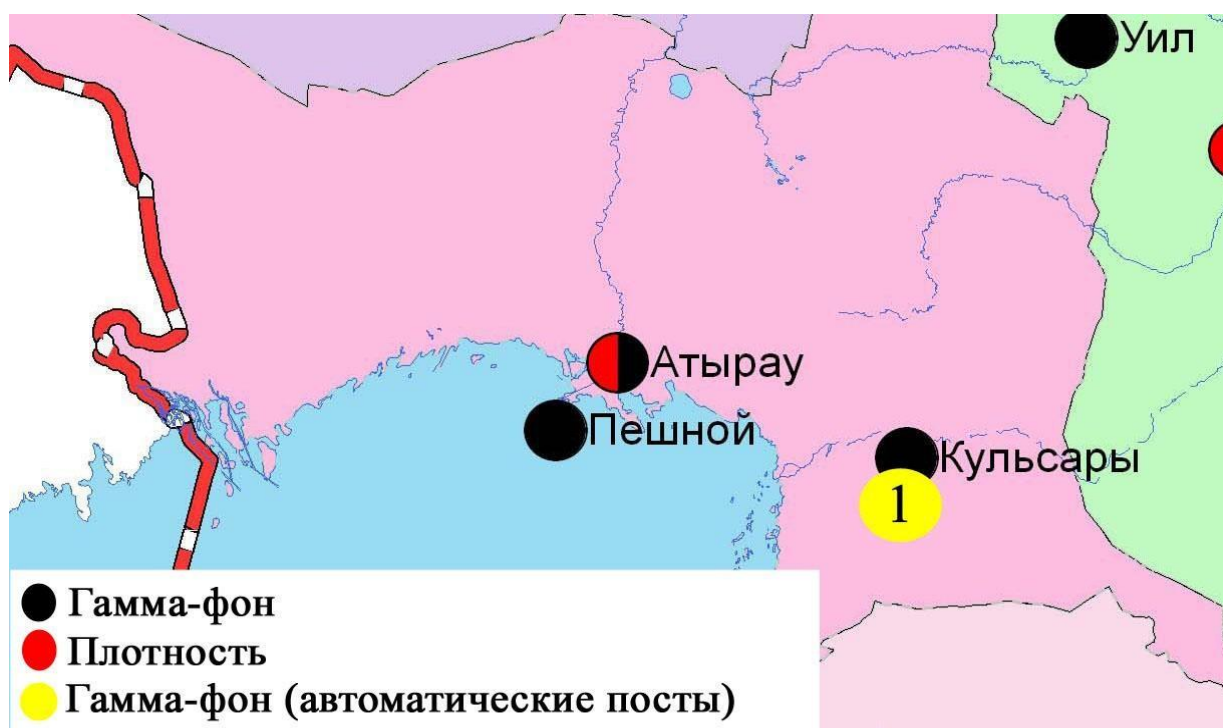 Уил
Атырау
Пешной
Кульсары
1
Гамма-фон
Плотность
Гамма-фон (автоматические посты)